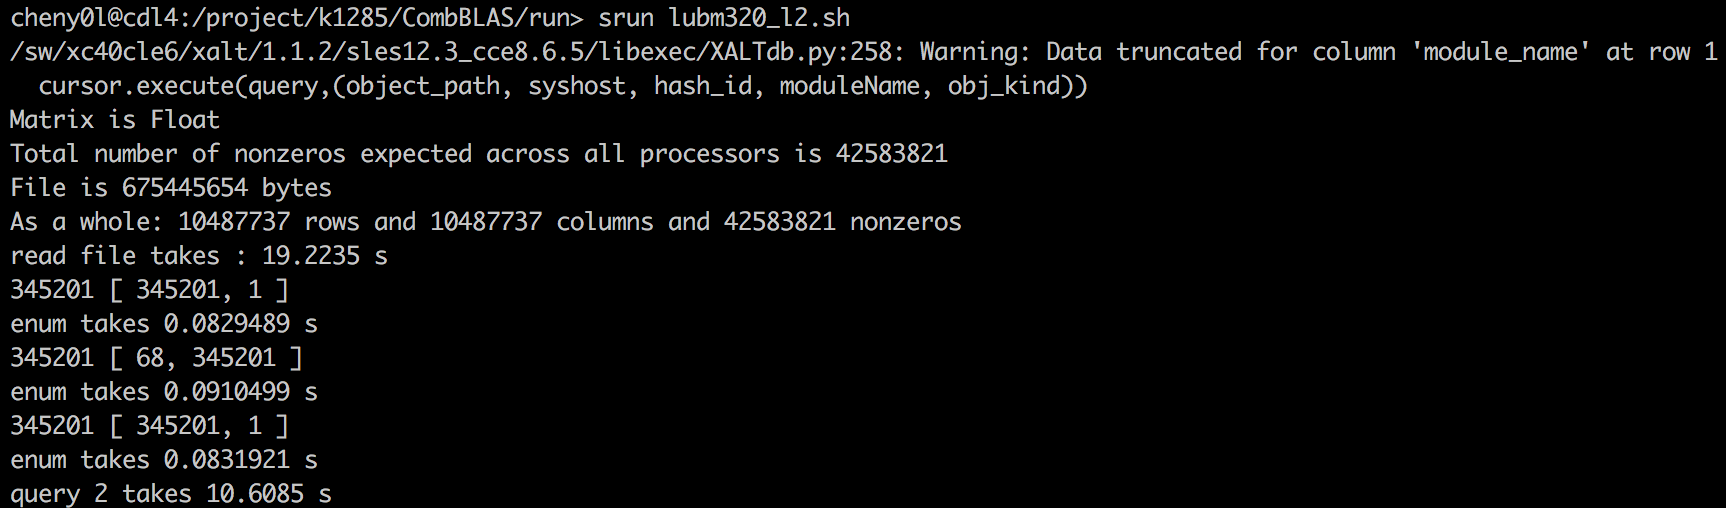 cheny0l@cdl4:/project/k1285/CombBLAS/run> srun lubm320_l2.sh
/sw/xc40cle6/xalt/1.1.2/sles12.3_cce8.6.5/libexec/XALTdb.py:258: Warning: Data truncated for column 'module_name' at row 1
  cursor.execute(query,(object_path, syshost, hash_id, moduleName, obj_kind))
Matrix is Float
Total number of nonzeros expected across all processors is 42583821
File is 675445654 bytes
As a whole: 10487737 rows and 10487737 columns and 42583821 nonzeros
read file takes : 19.2235 s
345201 [ 345201, 1 ]
enum takes 0.0829489 s
345201 [ 68, 345201 ]
enum takes 0.0910499 s
345201 [ 345201, 1 ]
enum takes 0.0831921 s
query 2 takes 10.6085 s